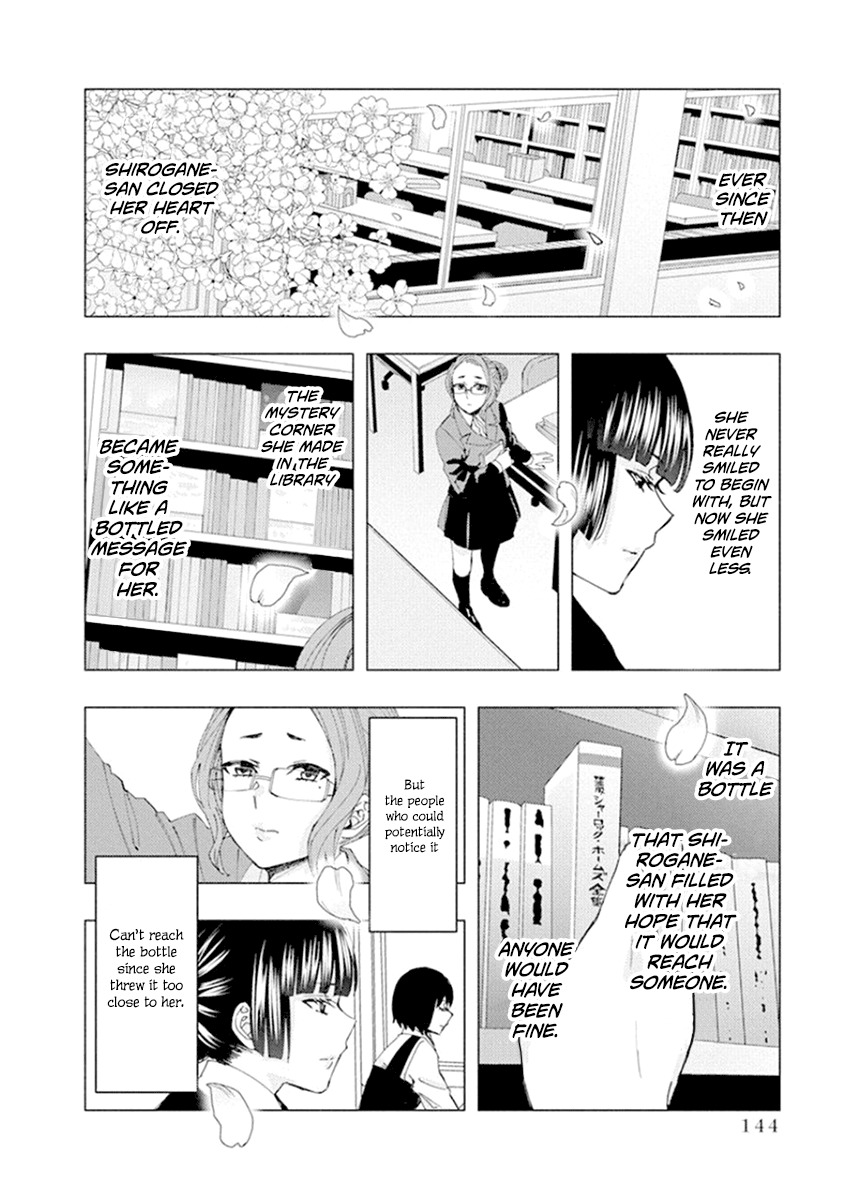 EVER
SINCE
THEN
SHIROGANE-
SAN CLOSED
HER HEART
OFF.
SHE
NEVER
REALLY
SMILED
TO BEGIN
WITH, BUT
NOW SHE
SMILED
EVEN
LESS.
THE
MYSTERY
CORNER
SHE MADE
IN THE
LIBRARY
BECAME
SOME-
THING
LIKE A
BOTTLED
MESSAGE
FOR
HER.
IT
WAS A
BOTTLE
THAT SHI-
ROGANE-
SAN FILLED
WITH HER
HOPE THAT
IT WOULD
REACH
SOMEONE.
ANYONE
WOULD
HAVE
BEEN
FINE.
シャーロック・ホームズ全集
But
the people
who could
potentially
notice it
Can't reach
the bottle
since she
threw it too
close to her.
144